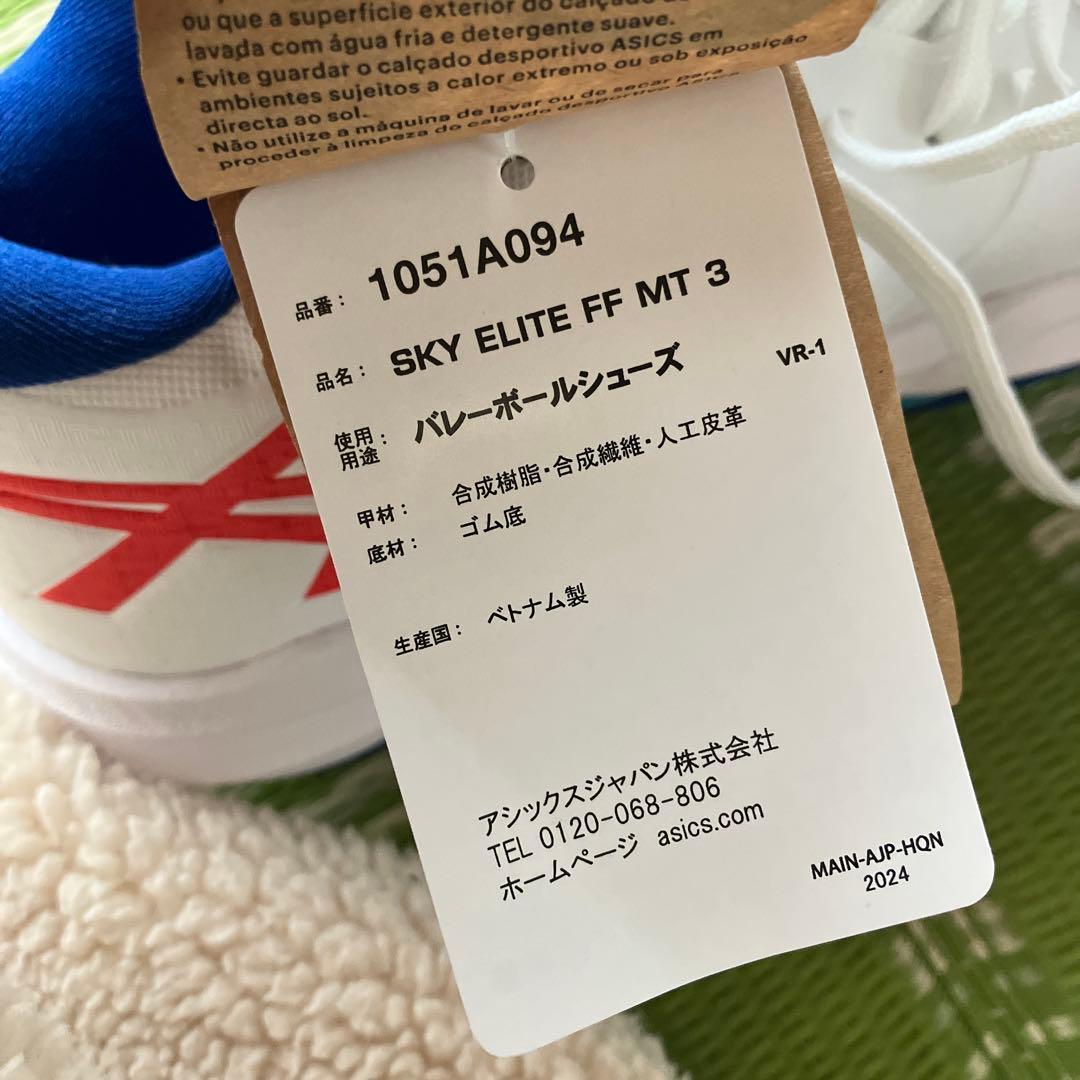 ou que a superfície exterior do calçado
lavada com água fria e detergente suave.
• Evite guardar o calçado desportivo ASICS em
ambientes sujeitos a calor extremo ou sob exposição
directa ao sol.
• Não utilize a máquina de lavar ou de secar para
proceder à limpeza do calçado desportivo
品番： 1051A094
品名： SKY ELITE FF MT 3
使用用途： バレーボールシューズ VR-1
甲材： 合成樹脂・合成繊維・人工皮革
底材： ゴム底
生産国： ベトナム製
アシックスジャパン株式会社
TEL 0120-068-806
ホームページ asics.com
MAIN-AJP-HQN
2024